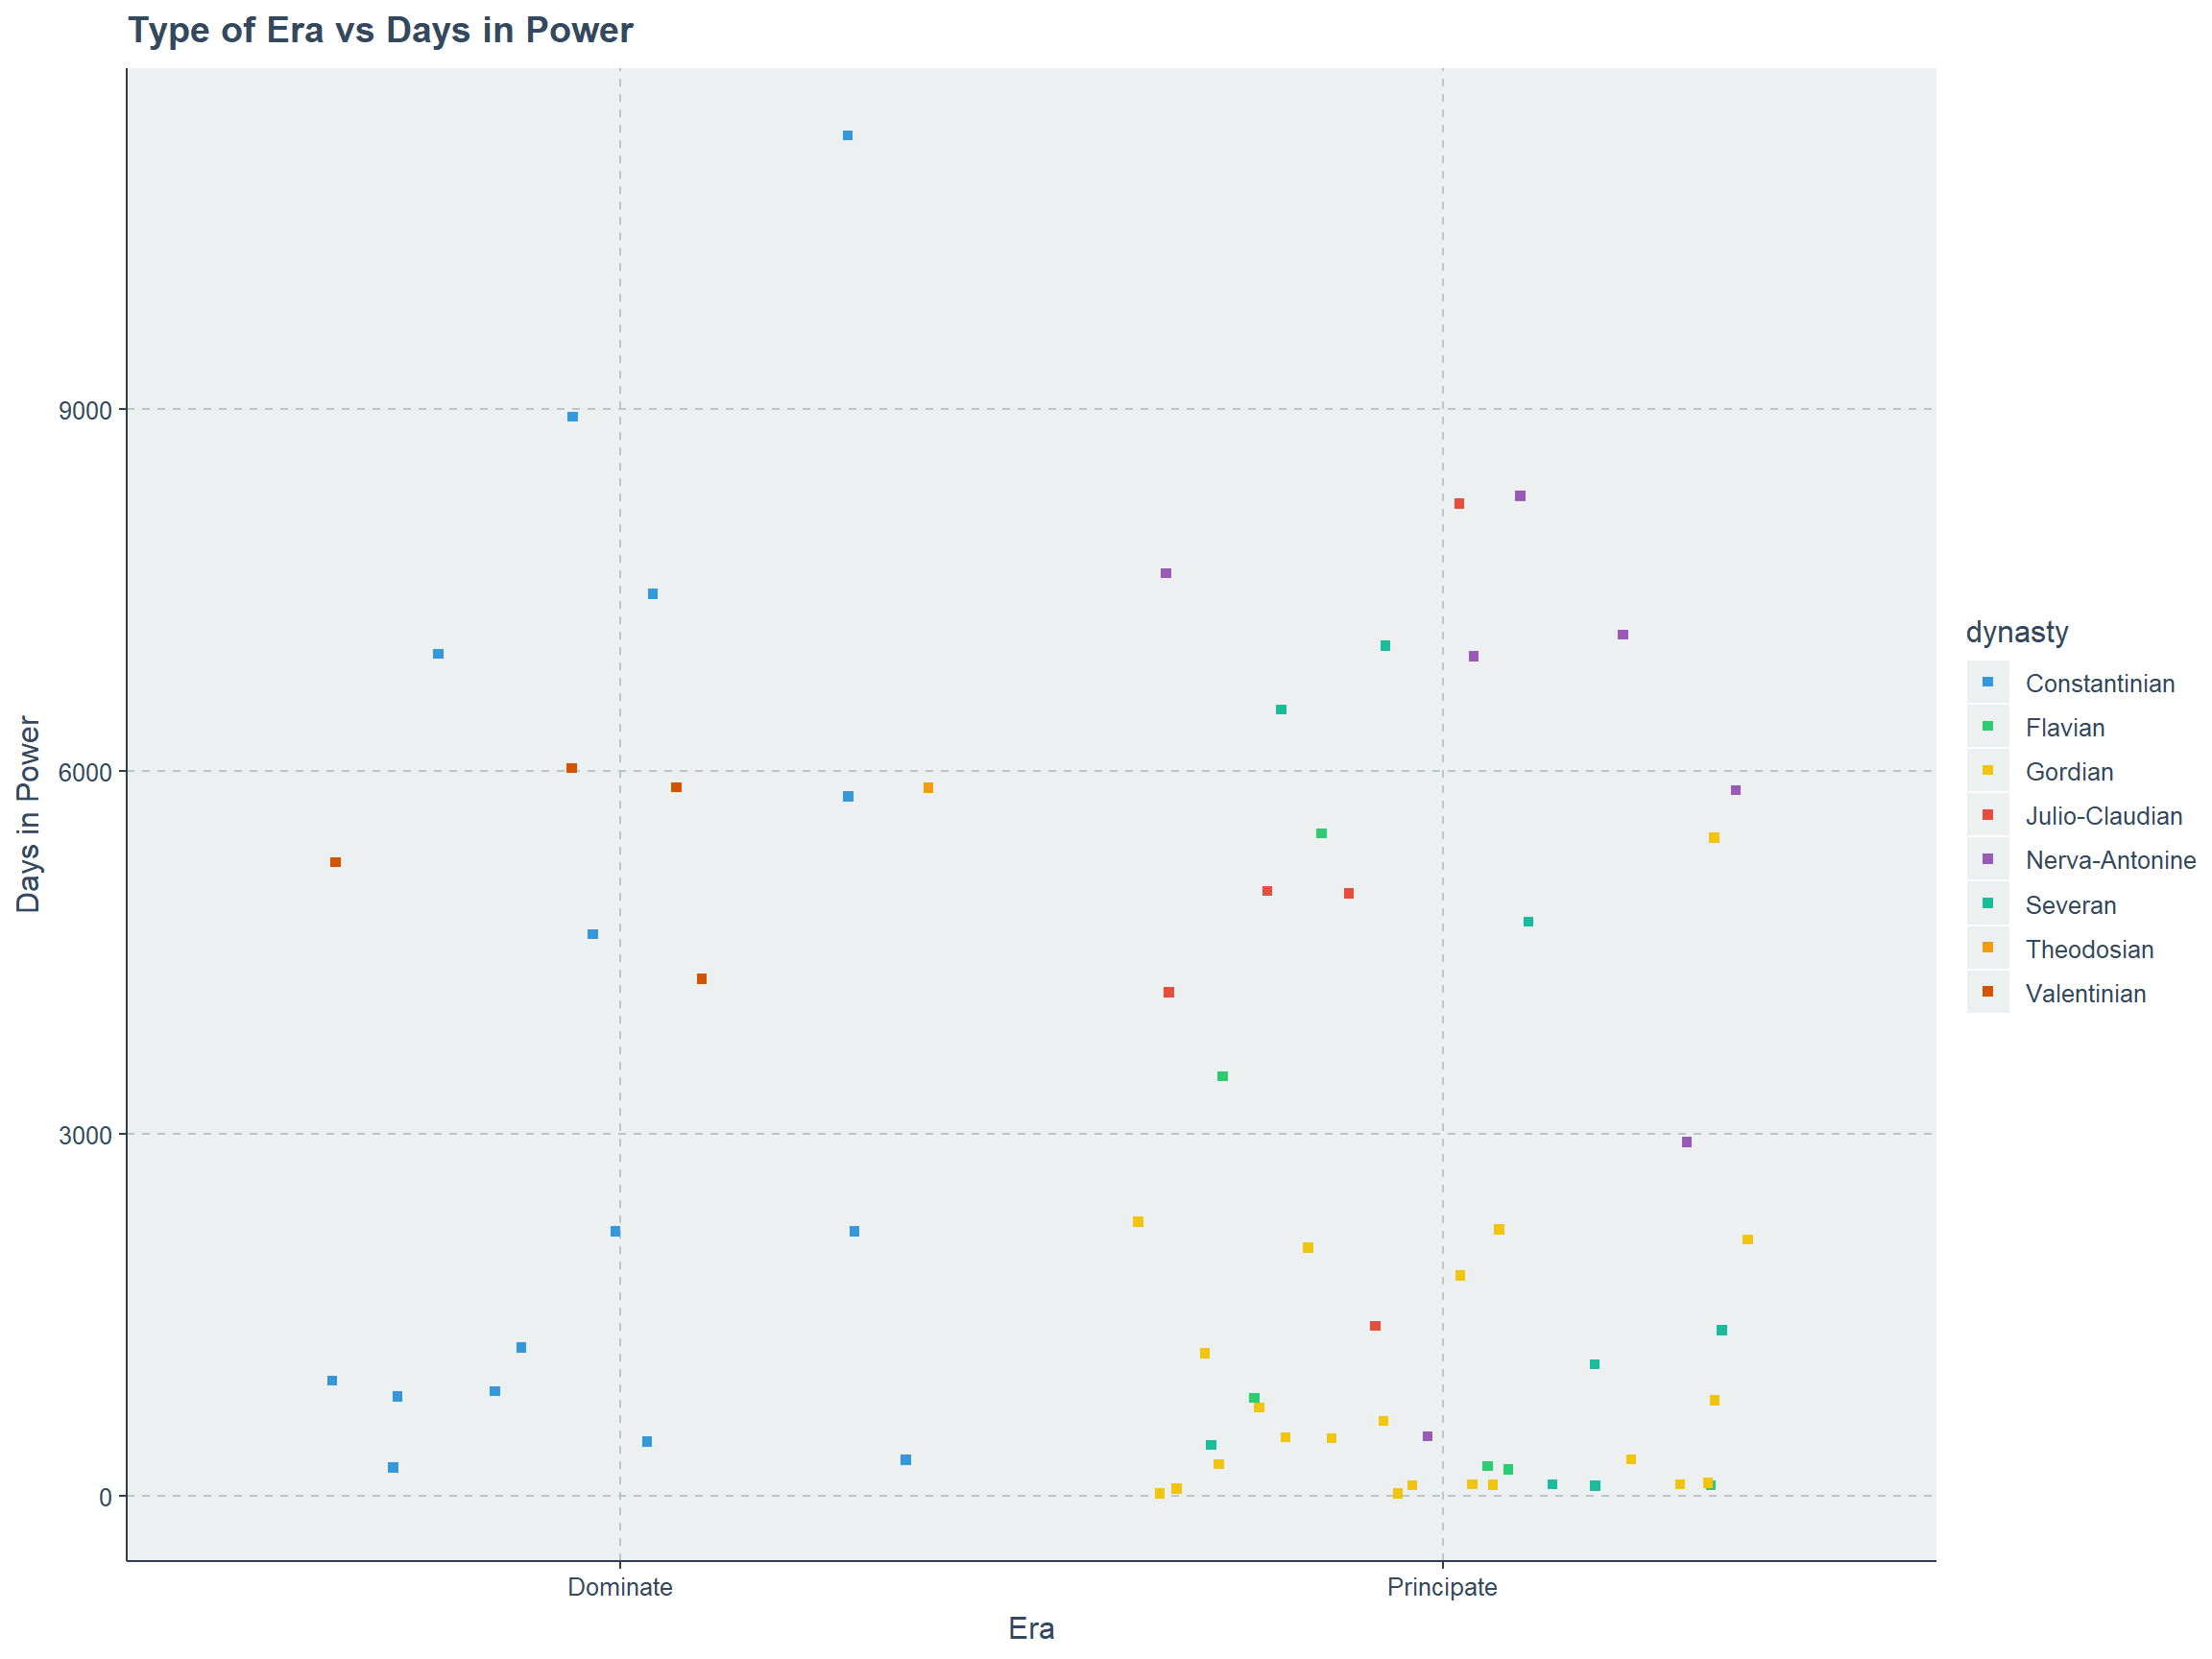 Type of Era vs Days in Power
Days in Power
9000
6000
3000
0
Dominate
Principate
Era
dynasty
Constantinian
Flavian
Gordian
Julio-Claudian
Nerva-Antonine
Severan
Theodosian
Valentinian